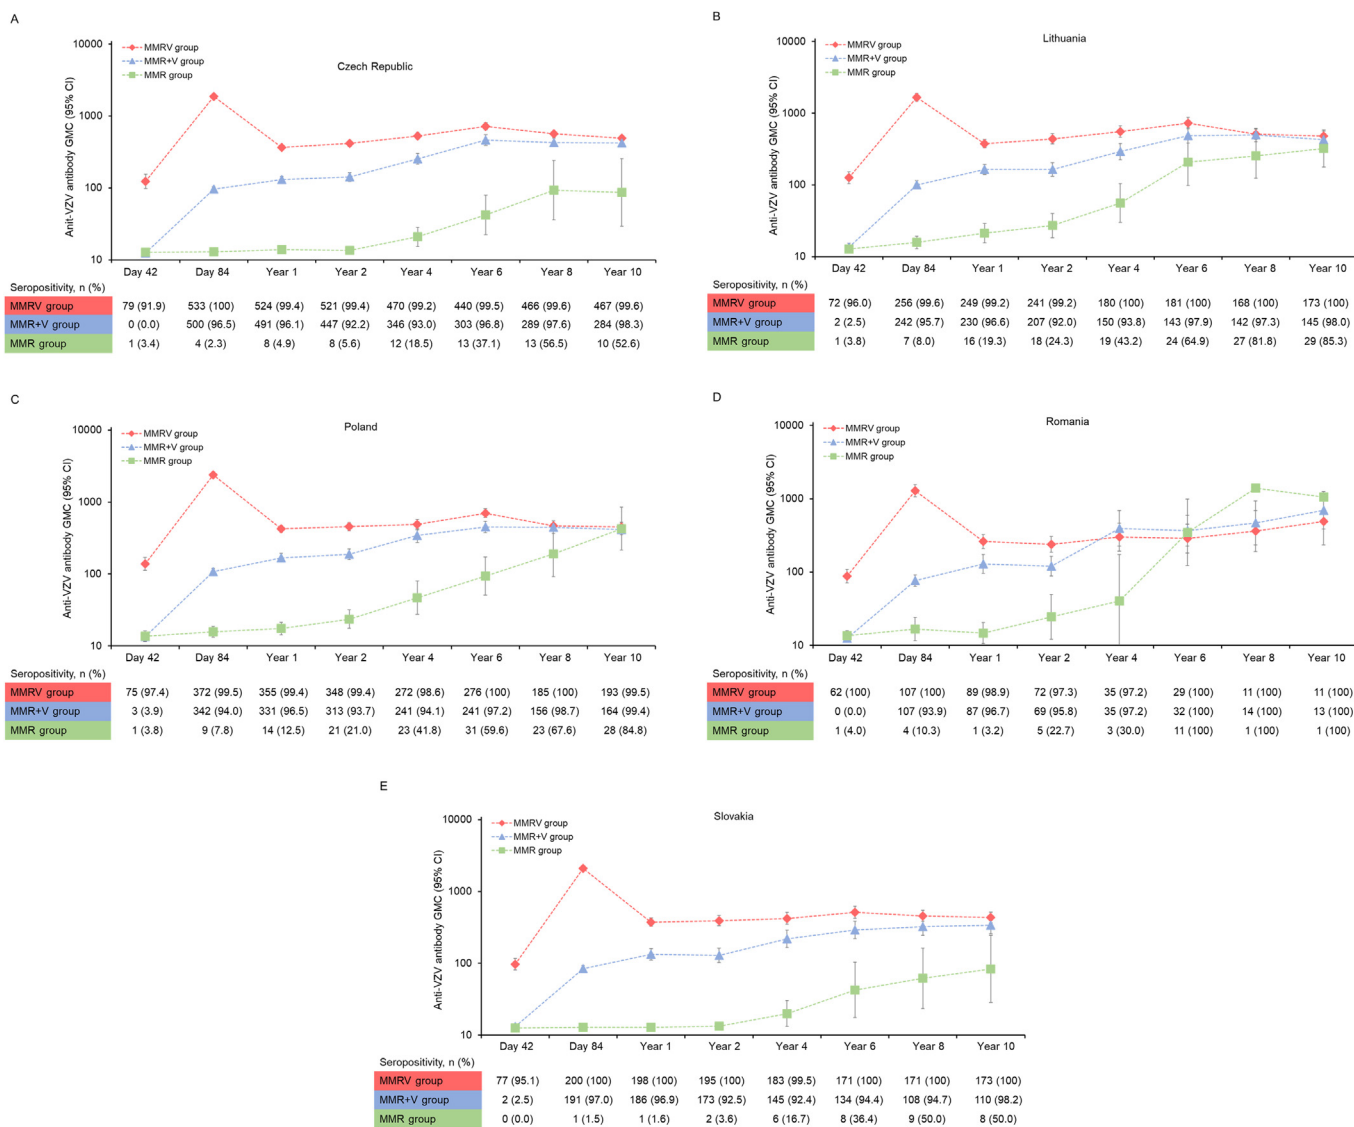 A
10000
1000
100
10
Anit-VZV antibody GMC (95% CI)
MMRV group
MMR+V group
MMR group
Czech Republic
Day 42 Day 84 Year 1 Year 2 Year 4 Year 6 Year 8 Year 10
Seropositivity, n (%)
MMRV group 79 (91.9) 533 (100) 524 (99.4) 521 (99.4) 470 (99.2) 440 (99.5) 466 (99.6) 467 (99.6)
MMR+V group 0 (0.0) 500 (96.5) 491 (96.1) 447 (92.2) 346 (93.0) 303 (96.8) 289 (97.6) 284 (98.3)
MMR group 1 (3.4) 4 (2.3) 8 (4.9) 8 (5.6) 12 (18.5) 13 (37.1) 13 (56.5) 10 (52.6)
B
10000
1000
100
10
Anti-VZV antibody GMC (95% CI)
MMRV group
MMR+V group
MMR group
Lithuania
Day 42 Day 84 Year 1 Year 2 Year 4 Year 6 Year 8 Year 10
Seropositivity, n (%)
MMRV group 72 (96.0) 256 (99.6) 249 (99.2) 241 (99.2) 180 (100) 181 (100) 168 (100) 173 (100)
MMR+V group 2 (2.5) 242 (95.7) 230 (96.6) 207 (92.0) 150 (93.8) 143 (97.9) 142 (97.3) 145 (98.0)
MMR group 1 (3.8) 7 (8.0) 16 (19.3) 18 (24.3) 19 (43.2) 24 (64.9) 27 (81.8) 29 (85.3)
C
10000
1000
100
10
Anti-VZV antibody GMC (95% CI)
MMRV group
MMR+V group
MMR group
Poland
Day 42 Day 84 Year 1 Year 2 Year 4 Year 6 Year 8 Year 10
Seropositivity, n (%)
MMRV group 75 (97.4) 372 (99.5) 355 (99.4) 348 (99.4) 272 (98.6) 276 (100) 185 (100) 193 (99.5)
MMR+V group 3 (3.9) 342 (94.0) 331 (96.5) 313 (93.7) 241 (94.1) 241 (97.2) 156 (98.7) 164 (99.4)
MMR group 1 (3.8) 9 (7.8) 14 (12.5) 21 (21.0) 23 (41.8) 31 (59.6) 23 (67.6) 28 (84.8)
D
10000
1000
100
10
Anti-VZV antibody GMC (95% CI)
MMRV group
MMR+V group
MMR group
Romania
Day 42 Day 84 Year 1 Year 2 Year 4 Year 6 Year 8 Year 10
Seropositivity, n (%)
MMRV group 62 (100) 107 (100) 89 (98.9) 72 (97.3) 35 (97.2) 29 (100) 11 (100) 11 (100)
MMR+V group 0 (0.0) 107 (93.9) 87 (96.7) 69 (95.8) 35 (97.2) 32 (100) 14 (100) 13 (100)
MMR group 1 (4.0) 4 (10.3) 1 (3.2) 5 (22.7) 3 (30.0) 11 (100) 1 (100) 1 (100)
E
10000
1000
100
10
Anti-VZV antibody GMC (95% CI)
MMRV group
MMR+V group
MMR group
Slovakia
Day 42 Day 84 Year 1 Year 2 Year 4 Year 6 Year 8 Year 10
Seropositivity, n (%)
MMRV group 77 (95.1) 200 (100) 198 (100) 195 (100) 183 (99.5) 171 (100) 171 (100) 173 (100)
MMR+V group 2 (2.5) 191 (97.0) 186 (96.9) 173 (92.5) 145 (92.4) 134 (94.4) 108 (94.7) 110 (98.2)
MMR group 0 (0.0) 1 (1.5) 1 (1.6) 2 (3.6) 6 (16.7) 8 (36.4) 9 (50.0) 8 (50.0)